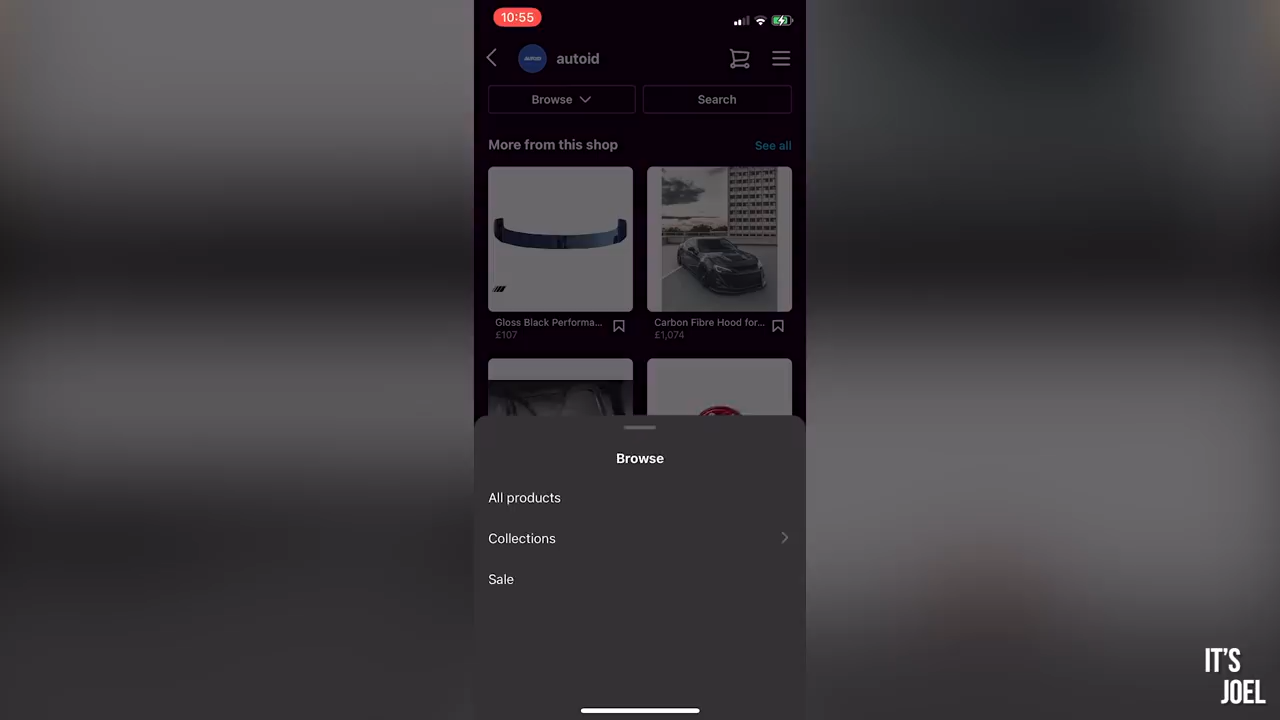 10:55
autoid
Browse
Search
More from this shop
See all
Gloss Black Performa...
£107
Carbon Fibre Hood for...
£1,074
Browse
All products
Collections
Sale
IT'S
JOEL